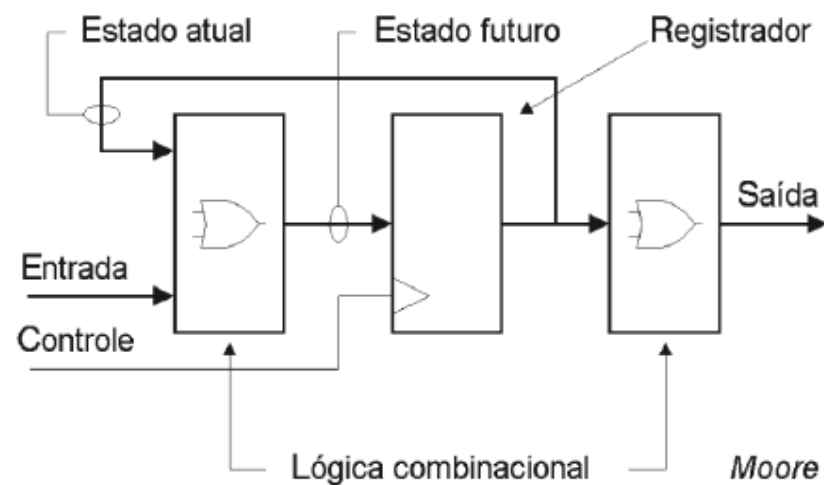 Estado atual
Estado futuro
Registrador
Saída
Entrada
Controle
Lógica combinacional
Moore